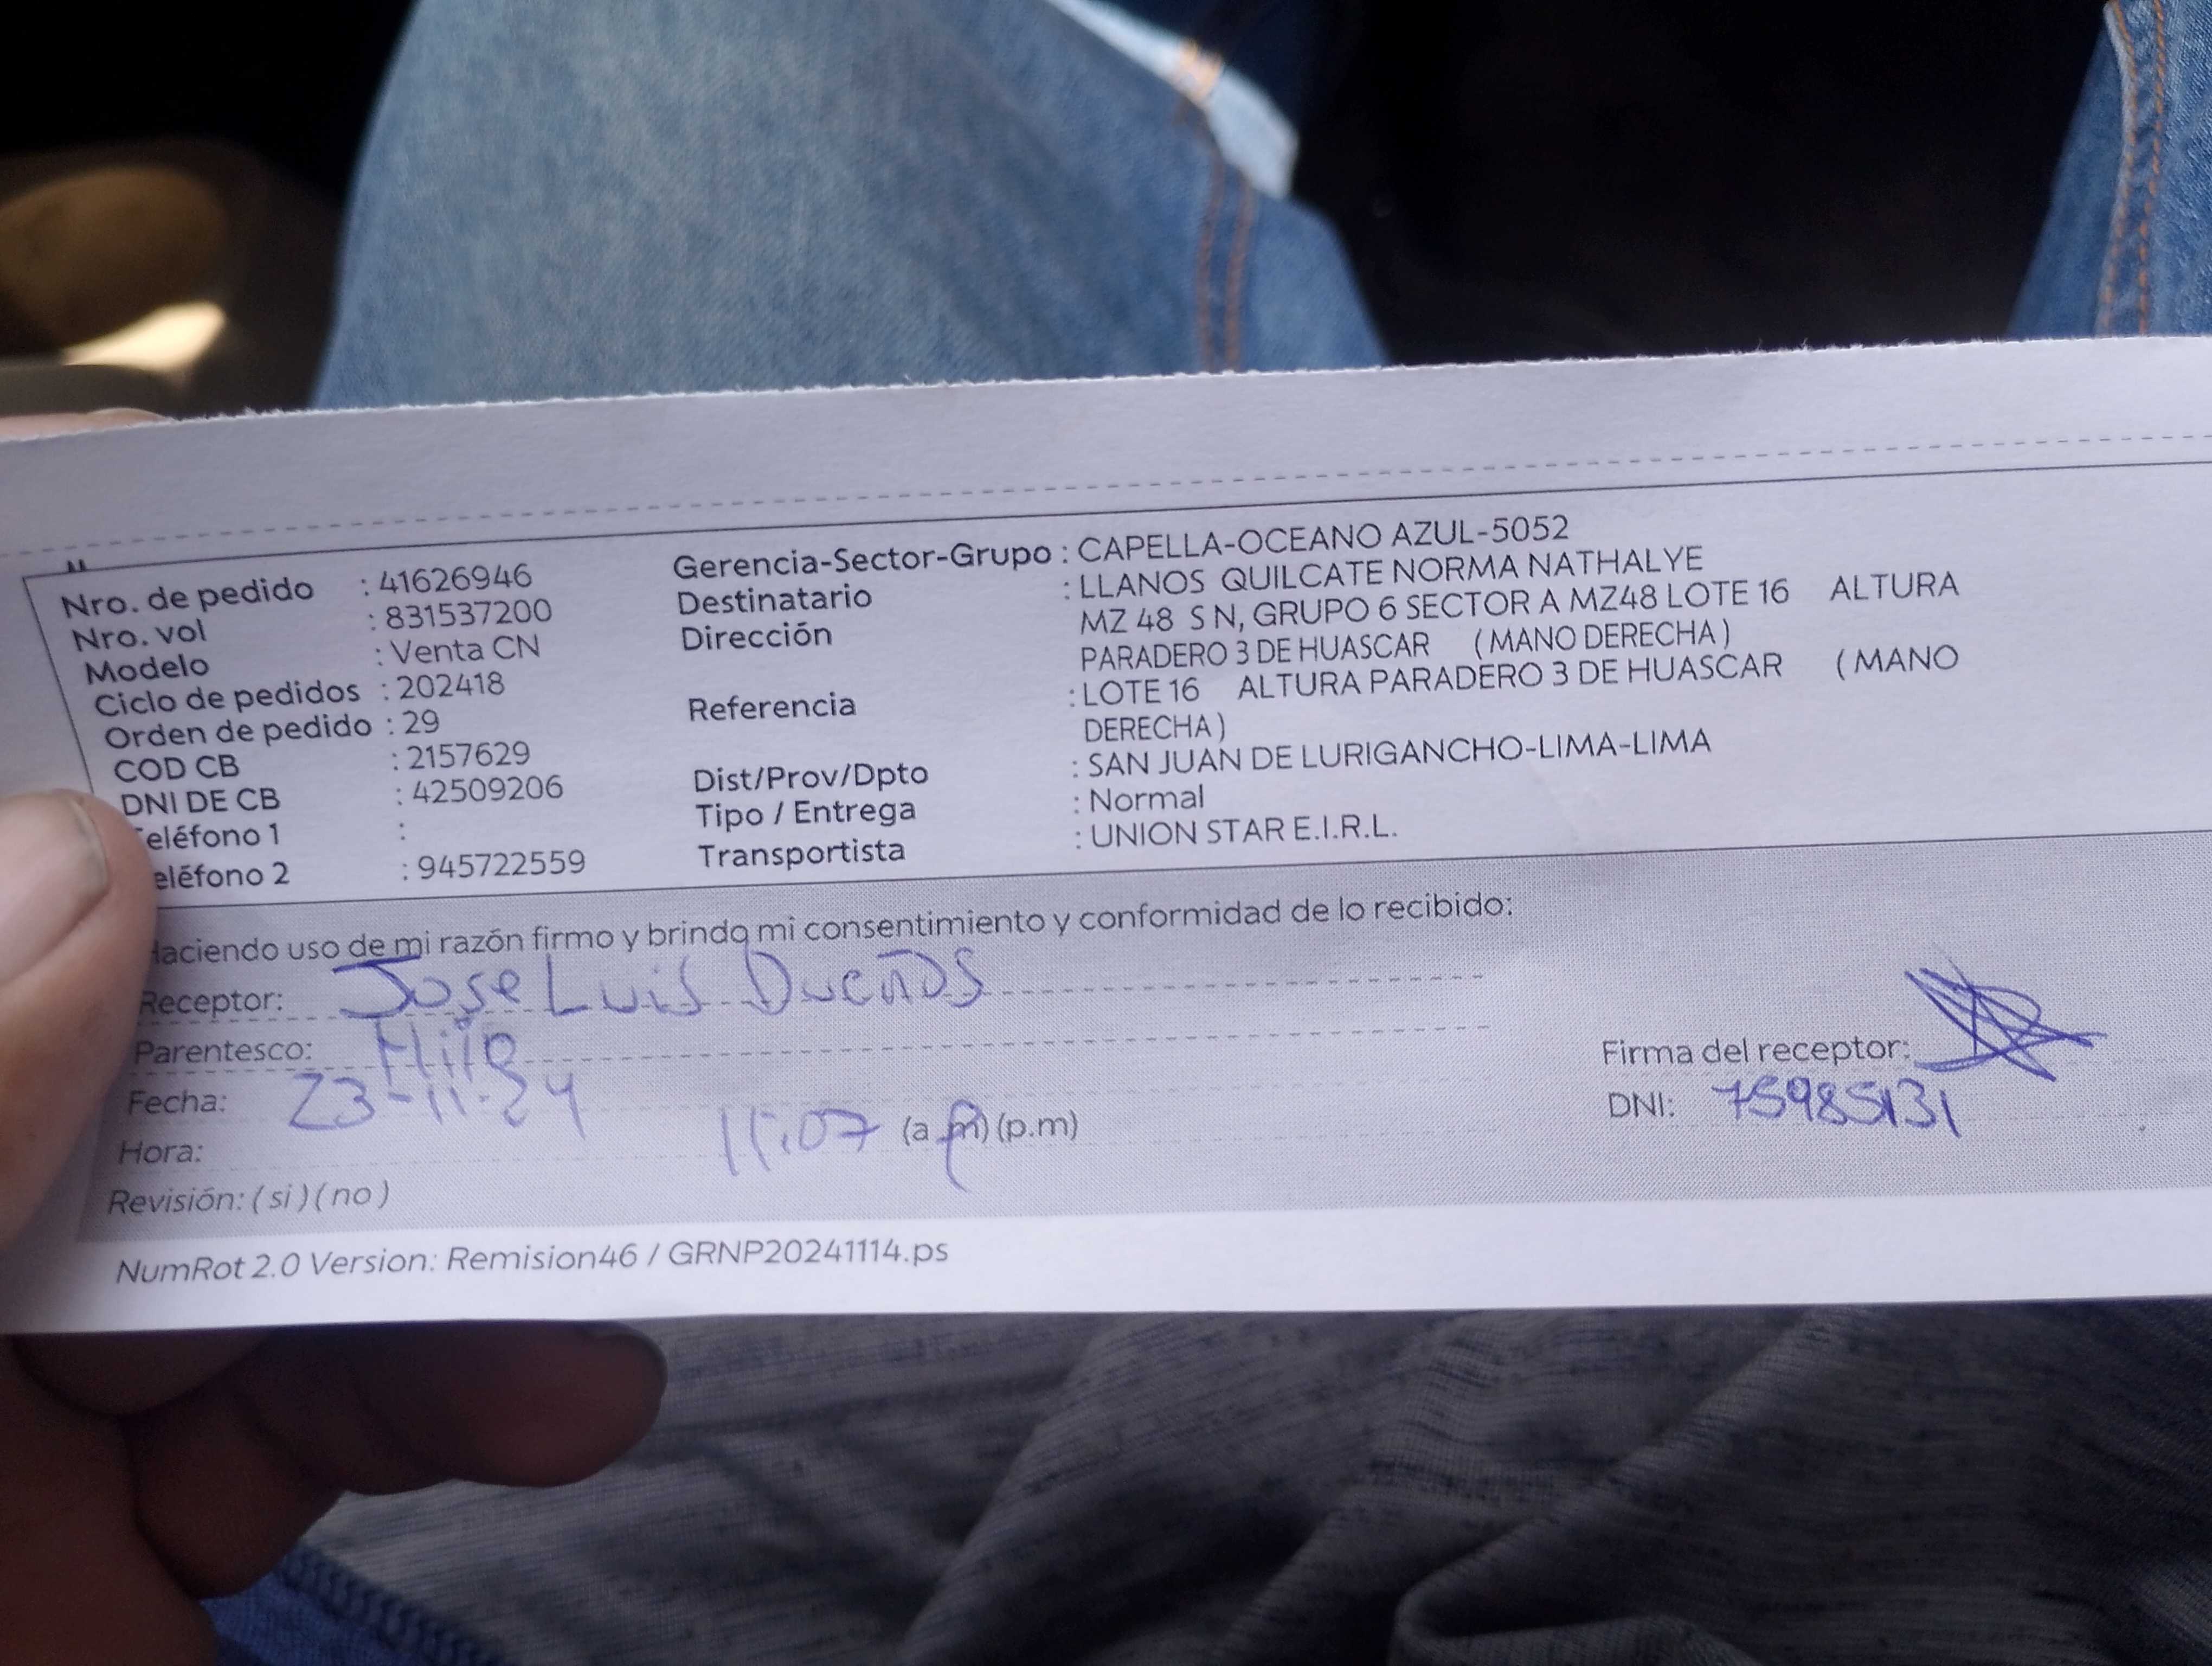 Nro. de pedido : 41626946
Nro. vol : 831537200
Modelo : Venta CN
Ciclo de pedidos : 202418
Orden de pedido : 29
COD CB : 2157629
DNI DE CB : 42509206
eléfono 1 :
eléfono 2 : 945722559
Gerencia-Sector-Grupo : CAPELLA-OCEANO AZUL-5052
Destinatario : LLANOS QUILCATE NORMA NATHALYE
Dirección MZ 48 S N, GRUPO 6 SECTOR A MZ48 LOTE 16 ALTURA
PARADERO 3 DE HUASCAR (MANO DERECHA)
Referencia : LOTE 16 ALTURA PARADERO 3 DE HUASCAR (MANO
DERECHA)
Dist/Prov/Dpto : SAN JUAN DE LURIGANCHO-LIMA-LIMA
Tipo / Entrega : Normal
Transportista : UNION STAR E.I.R.L.
Haciendo uso de mi razón firmo y brindo mi consentimiento y conformidad de lo recibido:
Receptor: Jose Luis Dueños
Parentesco: Hijo
Fecha: 23-11-24
Hora: 11:07 (a.m) (p.m)
Revisión: (si) (no)
Firma del receptor:
DNI: 75985131
NumRot 2.0 Version: Remision46 / GRNP20241114.ps